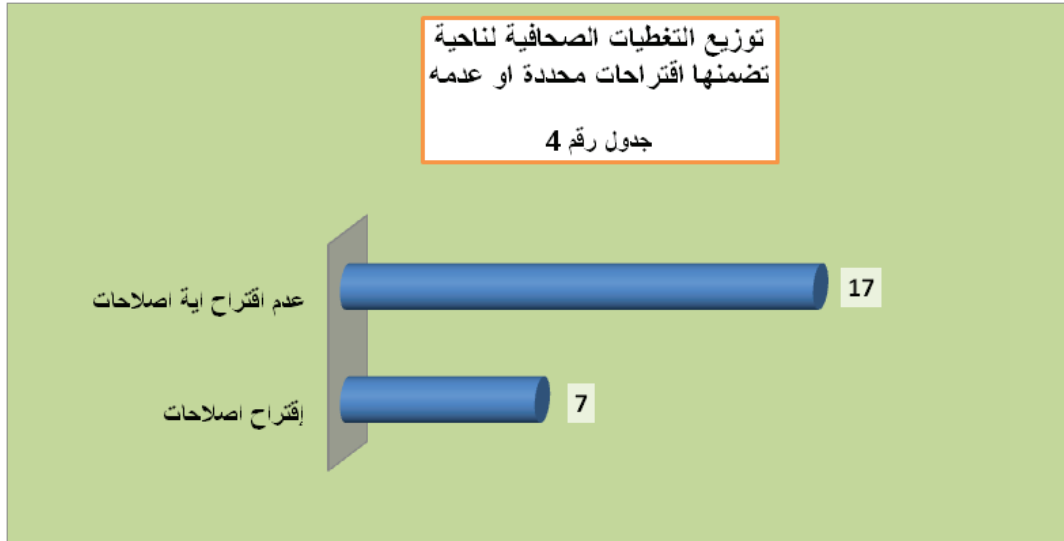 توزيع التغطيات الصحافية لناحية
تضمنها اقتراحات محددة او عدمه
جدول رقم 4
عدم اقتراح اية اصلاحات
17
إقتراح اصلاحات
7